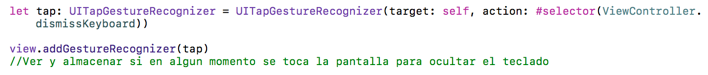 let tap: UITapGestureRecognizer = UITapGestureRecognizer(target: self, action: #selector(ViewController.
dismissKeyboard))
view.addGestureRecognizer(tap)
//Ver y almacenar si en algun momento se toca la pantalla para ocultar el teclado